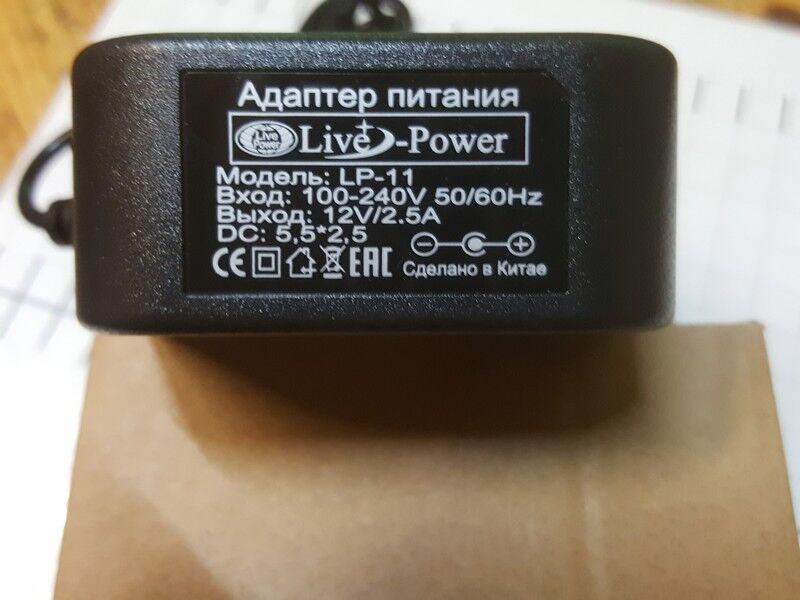 Адаптер питания
Live Power Live-Power
Модель: LP-11
Вход: 100-240V 50/60Hz
Выход: 12V/2.5A
DC: 5,5*2,5
CE EAC Сделано в Китае